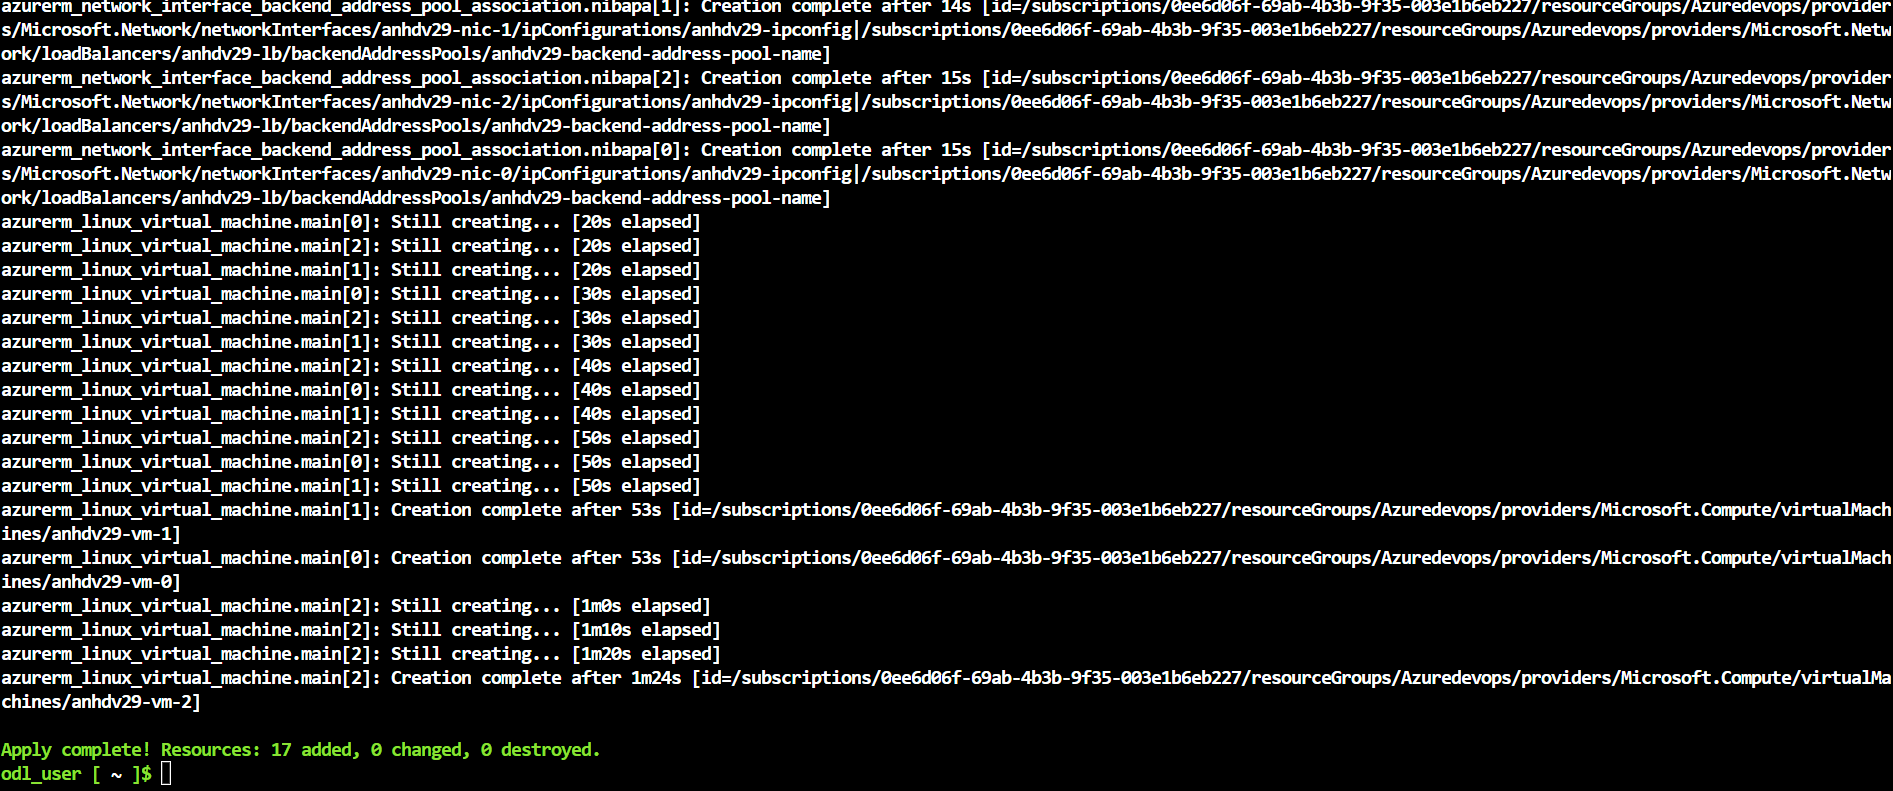 azurerm_network_interface_backend_address_pool_association.nibapa[1]: Creation complete after 14s [id=/subscriptions/0ee6d06f-69ab-4b3b-9f35-003e1b6eb227/resourceGroups/Azuredevops/provider
s/Microsoft.Network/networkInterfaces/anhdv29-nic-1/ipConfigurations/anhdv29-ipconfig|/subscriptions/0ee6d06f-69ab-4b3b-9f35-003e1b6eb227/resourceGroups/Azuredevops/providers/Microsoft.Netw
ork/loadBalancers/anhdv29-lb/backendAddressPools/anhdv29-backend-address-pool-name]
azurerm_network_interface_backend_address_pool_association.nibapa[2]: Creation complete after 15s [id=/subscriptions/0ee6d06f-69ab-4b3b-9f35-003e1b6eb227/resourceGroups/Azuredevops/provider
s/Microsoft.Network/networkInterfaces/anhdv29-nic-2/ipConfigurations/anhdv29-ipconfig|/subscriptions/0ee6d06f-69ab-4b3b-9f35-003e1b6eb227/resourceGroups/Azuredevops/providers/Microsoft.Netw
ork/loadBalancers/anhdv29-lb/backendAddressPools/anhdv29-backend-address-pool-name]
azurerm_network_interface_backend_address_pool_association.nibapa[0]: Creation complete after 15s [id=/subscriptions/0ee6d06f-69ab-4b3b-9f35-003e1b6eb227/resourceGroups/Azuredevops/provider
s/Microsoft.Network/networkInterfaces/anhdv29-nic-0/ipConfigurations/anhdv29-ipconfig|/subscriptions/0ee6d06f-69ab-4b3b-9f35-003e1b6eb227/resourceGroups/Azuredevops/providers/Microsoft.Netw
ork/loadBalancers/anhdv29-lb/backendAddressPools/anhdv29-backend-address-pool-name]
azurerm_linux_virtual_machine.main[0]: Still creating... [20s elapsed]
azurerm_linux_virtual_machine.main[2]: Still creating... [20s elapsed]
azurerm_linux_virtual_machine.main[1]: Still creating... [20s elapsed]
azurerm_linux_virtual_machine.main[0]: Still creating... [30s elapsed]
azurerm_linux_virtual_machine.main[2]: Still creating... [30s elapsed]
azurerm_linux_virtual_machine.main[1]: Still creating... [30s elapsed]
azurerm_linux_virtual_machine.main[2]: Still creating... [40s elapsed]
azurerm_linux_virtual_machine.main[0]: Still creating... [40s elapsed]
azurerm_linux_virtual_machine.main[1]: Still creating... [40s elapsed]
azurerm_linux_virtual_machine.main[2]: Still creating... [50s elapsed]
azurerm_linux_virtual_machine.main[0]: Still creating... [50s elapsed]
azurerm_linux_virtual_machine.main[1]: Still creating... [50s elapsed]
azurerm_linux_virtual_machine.main[1]: Creation complete after 53s [id=/subscriptions/0ee6d06f-69ab-4b3b-9f35-003e1b6eb227/resourceGroups/Azuredevops/providers/Microsoft.Compute/virtualMach
ines/anhdv29-vm-1]
azurerm_linux_virtual_machine.main[0]: Creation complete after 53s [id=/subscriptions/0ee6d06f-69ab-4b3b-9f35-003e1b6eb227/resourceGroups/Azuredevops/providers/Microsoft.Compute/virtualMach
ines/anhdv29-vm-0]
azurerm_linux_virtual_machine.main[2]: Still creating... [1m0s elapsed]
azurerm_linux_virtual_machine.main[2]: Still creating... [1m10s elapsed]
azurerm_linux_virtual_machine.main[2]: Still creating... [1m20s elapsed]
azurerm_linux_virtual_machine.main[2]: Creation complete after 1m24s [id=/subscriptions/0ee6d06f-69ab-4b3b-9f35-003e1b6eb227/resourceGroups/Azuredevops/providers/Microsoft.Compute/virtualMa
chines/anhdv29-vm-2]
Apply complete! Resources: 17 added, 0 changed, 0 destroyed.
odl_user [ ~ ]$